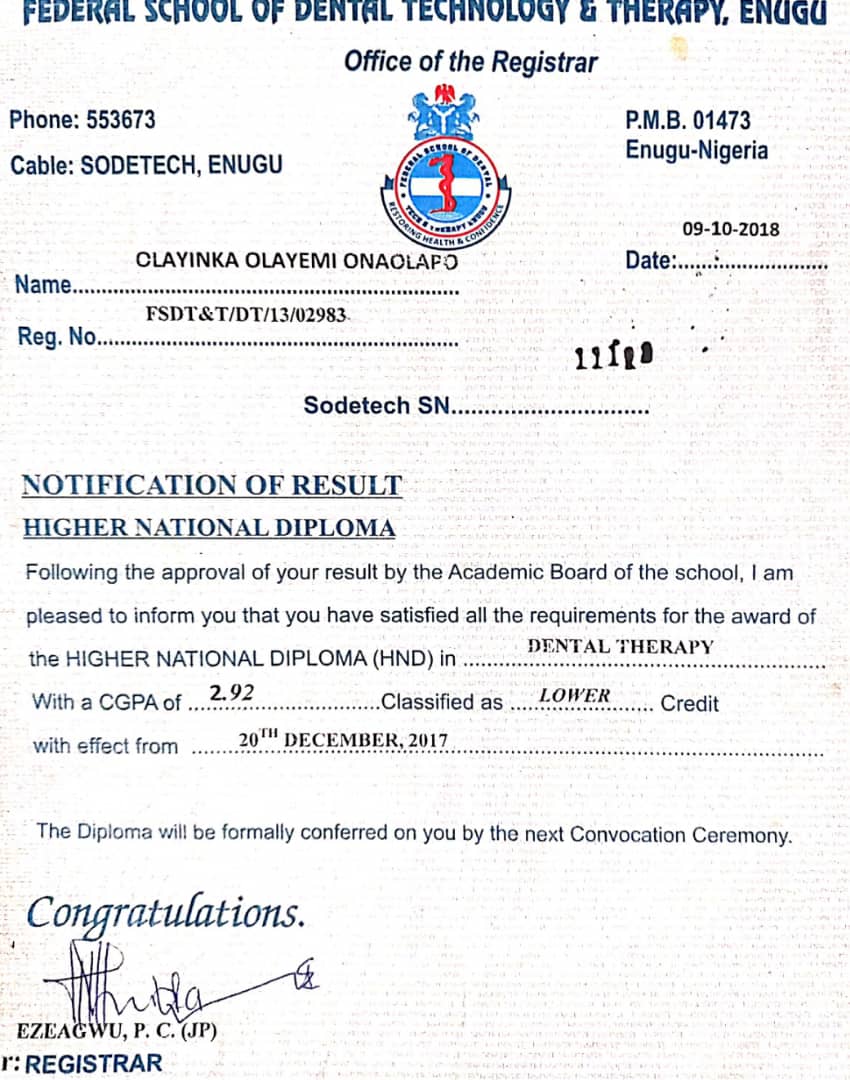 FEDERAL SCHOOL OF DENTAL TECHNOLOGY & THERAPY, ENUGU
Office of the Registrar
Phone: 553673
Cable: SODETECH, ENUGU
P.M.B. 01473
Enugu-Nigeria
FEDERAL SCHOOL OF DENTAL
TECH & THERAPY ENUGU
RESTORING HEALTH & CONFIDENCE
09-10-2018
Date:..............................
OLAYINKA OLAYEMI ONAOLAPO
Name..................................................................
FSDT&T/DT/13/02983
Reg. No..............................................................
Sodetech SN..............................
NOTIFICATION OF RESULT
HIGHER NATIONAL DIPLOMA
Following the approval of your result by the Academic Board of the school, I am
pleased to inform you that you have satisfied all the requirements for the award of
the HIGHER NATIONAL DIPLOMA (HND) in ....DENTAL THERAPY....
With a CGPA of ...2.92....Classified as ....LOWER....... Credit
with effect from .......20TH DECEMBER, 2017.......
The Diploma will be formally conferred on you by the next Convocation Ceremony.
Congratulations.
EZEAGWU, P. C. (JP)
r: REGISTRAR